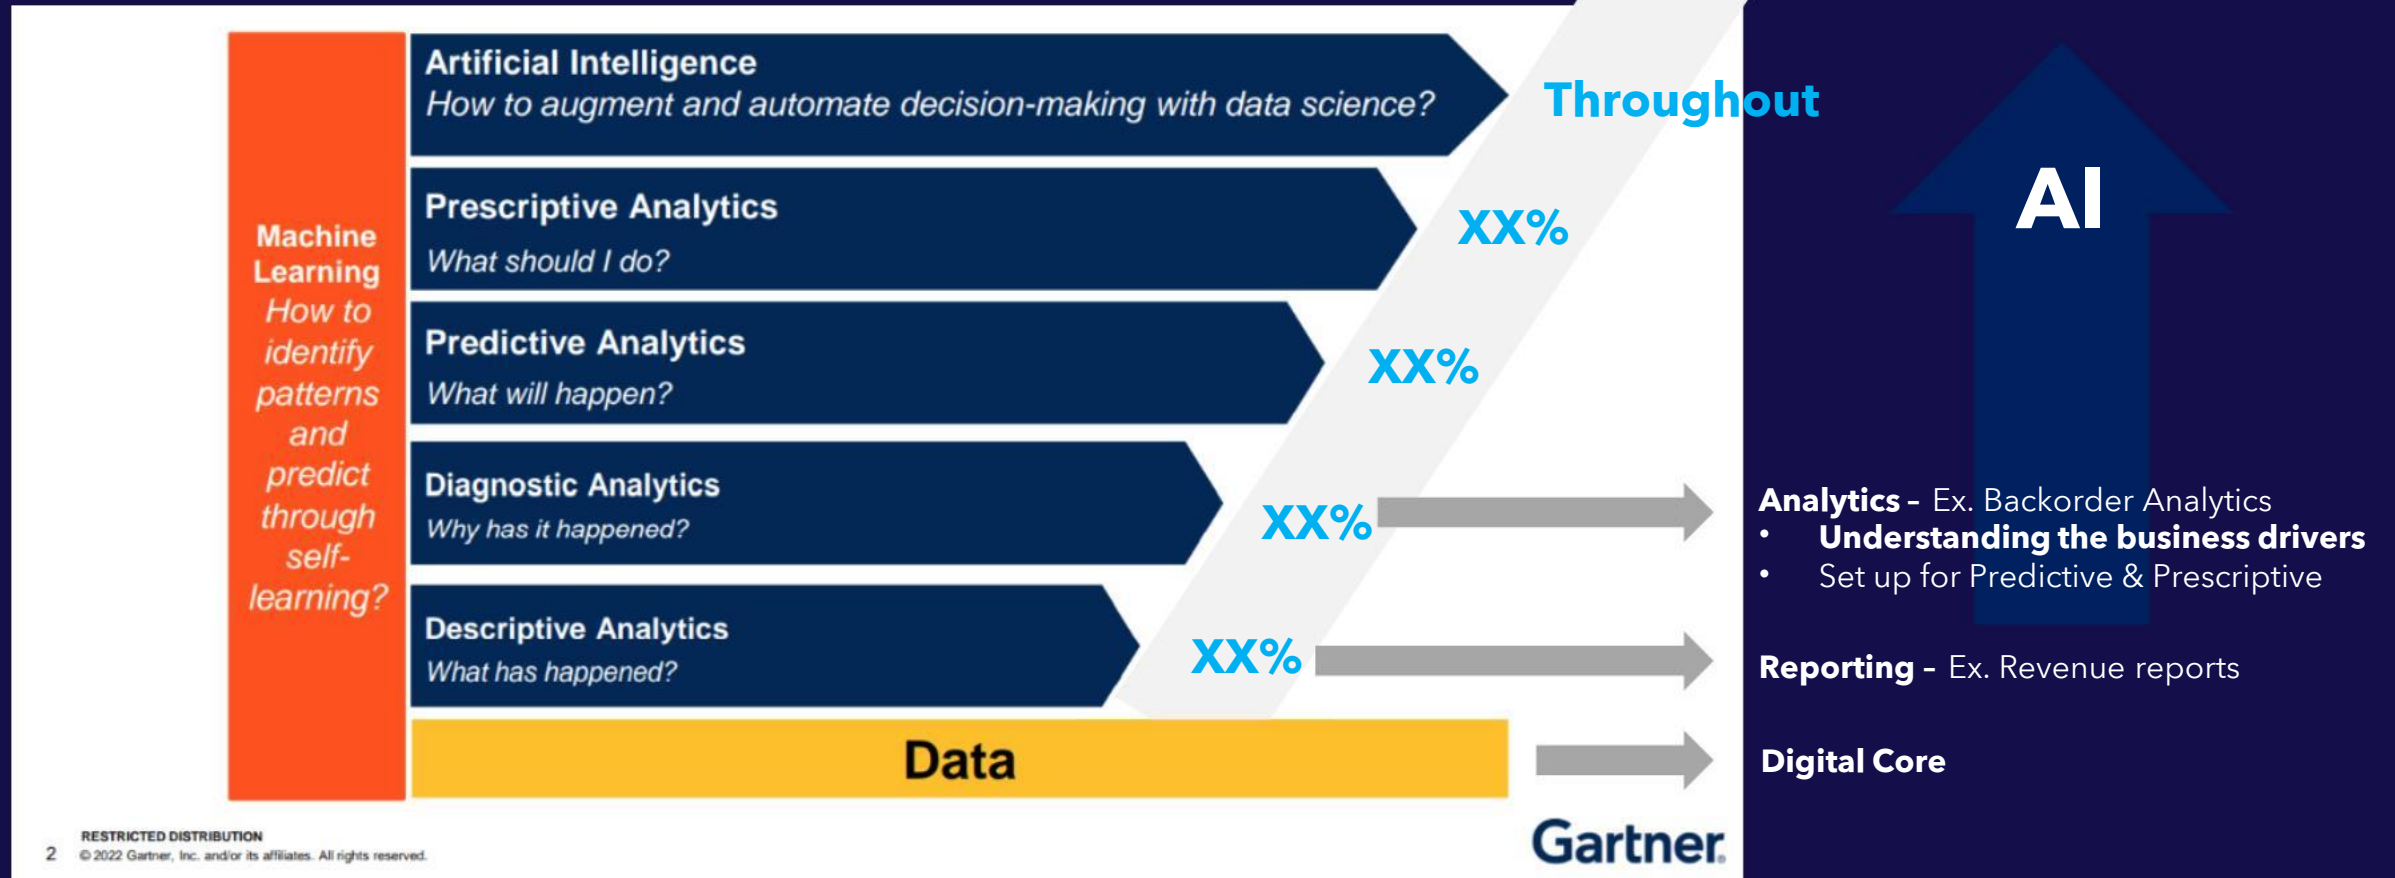 Artificial Intelligence
How to augment and automate decision-making with data science?
Throughout
AI
Prescriptive Analytics
What should I do?
XX%
Machine
Learning
How to
identify
patterns
and
predict
through
self-
learning?
Predictive Analytics
What will happen?
XX%
Diagnostic Analytics
Why has it happened?
XX%
Analytics – Ex. Backorder Analytics
• Understanding the business drivers
• Set up for Predictive & Prescriptive
Descriptive Analytics
What has happened?
XX%
Reporting – Ex. Revenue reports
Data
Digital Core
RESTRICTED DISTRIBUTION
2 © 2022 Gartner, Inc. and/or its affiliates. All rights reserved.
Gartner®